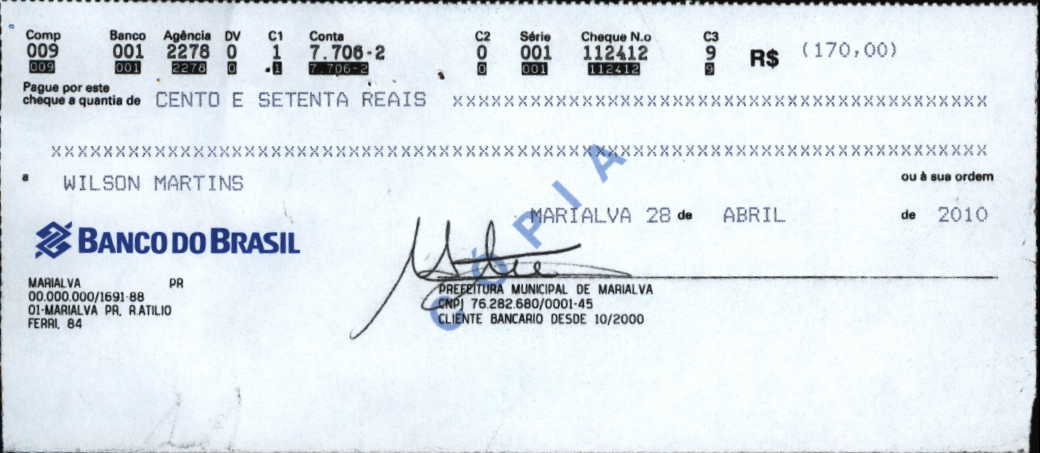 Comp Banco Agência DV C1 Conta C2 Série Cheque N.o C3
009 001 2278 0 1 7.706-2 0 001 112412 9 R$ (170,00)
009 001 2278 0 1 7.706-2 0 001 112412 9
Pague por este
cheque a quantia de CENTO E SETENTA REAIS XXXXXXXXXXXXXXXXXXXXXXXXXXXXXXXXXXXXXXXXX
XXXXXXXXXXXXXXXXXXXXXXXXXXXXXXXXXXXXXXXXXXXXXXXXXXXXXXXXXXXXXXXXXXXXXXXX
a WILSON MARTINS ou à sua ordem
MARIALVA 28 de ABRIL de 2010
BANCO DO BRASIL
CÓPIA
MARIALVA PR
00.000.000/1691-88
01-MARIALVA PR, R.ATILIO
FERRI, 84
PREFEITURA MUNICIPAL DE MARIALVA
CNPJ 76.282.680/0001-45
CLIENTE BANCARIO DESDE 10/2000